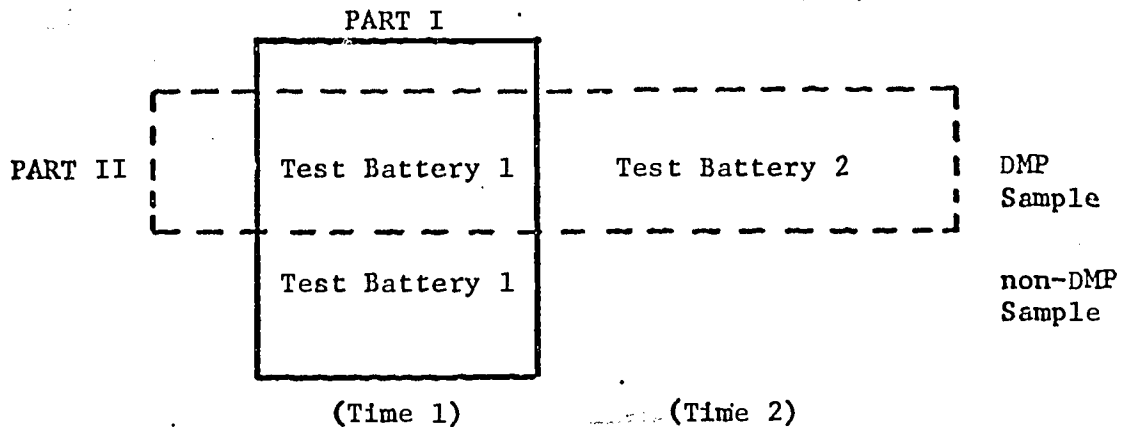 PART I
PART II Test Battery 1 Test Battery 2 DMP
Sample
Test Battery 1 non-DMP
Sample
(Time 1) (Time 2)